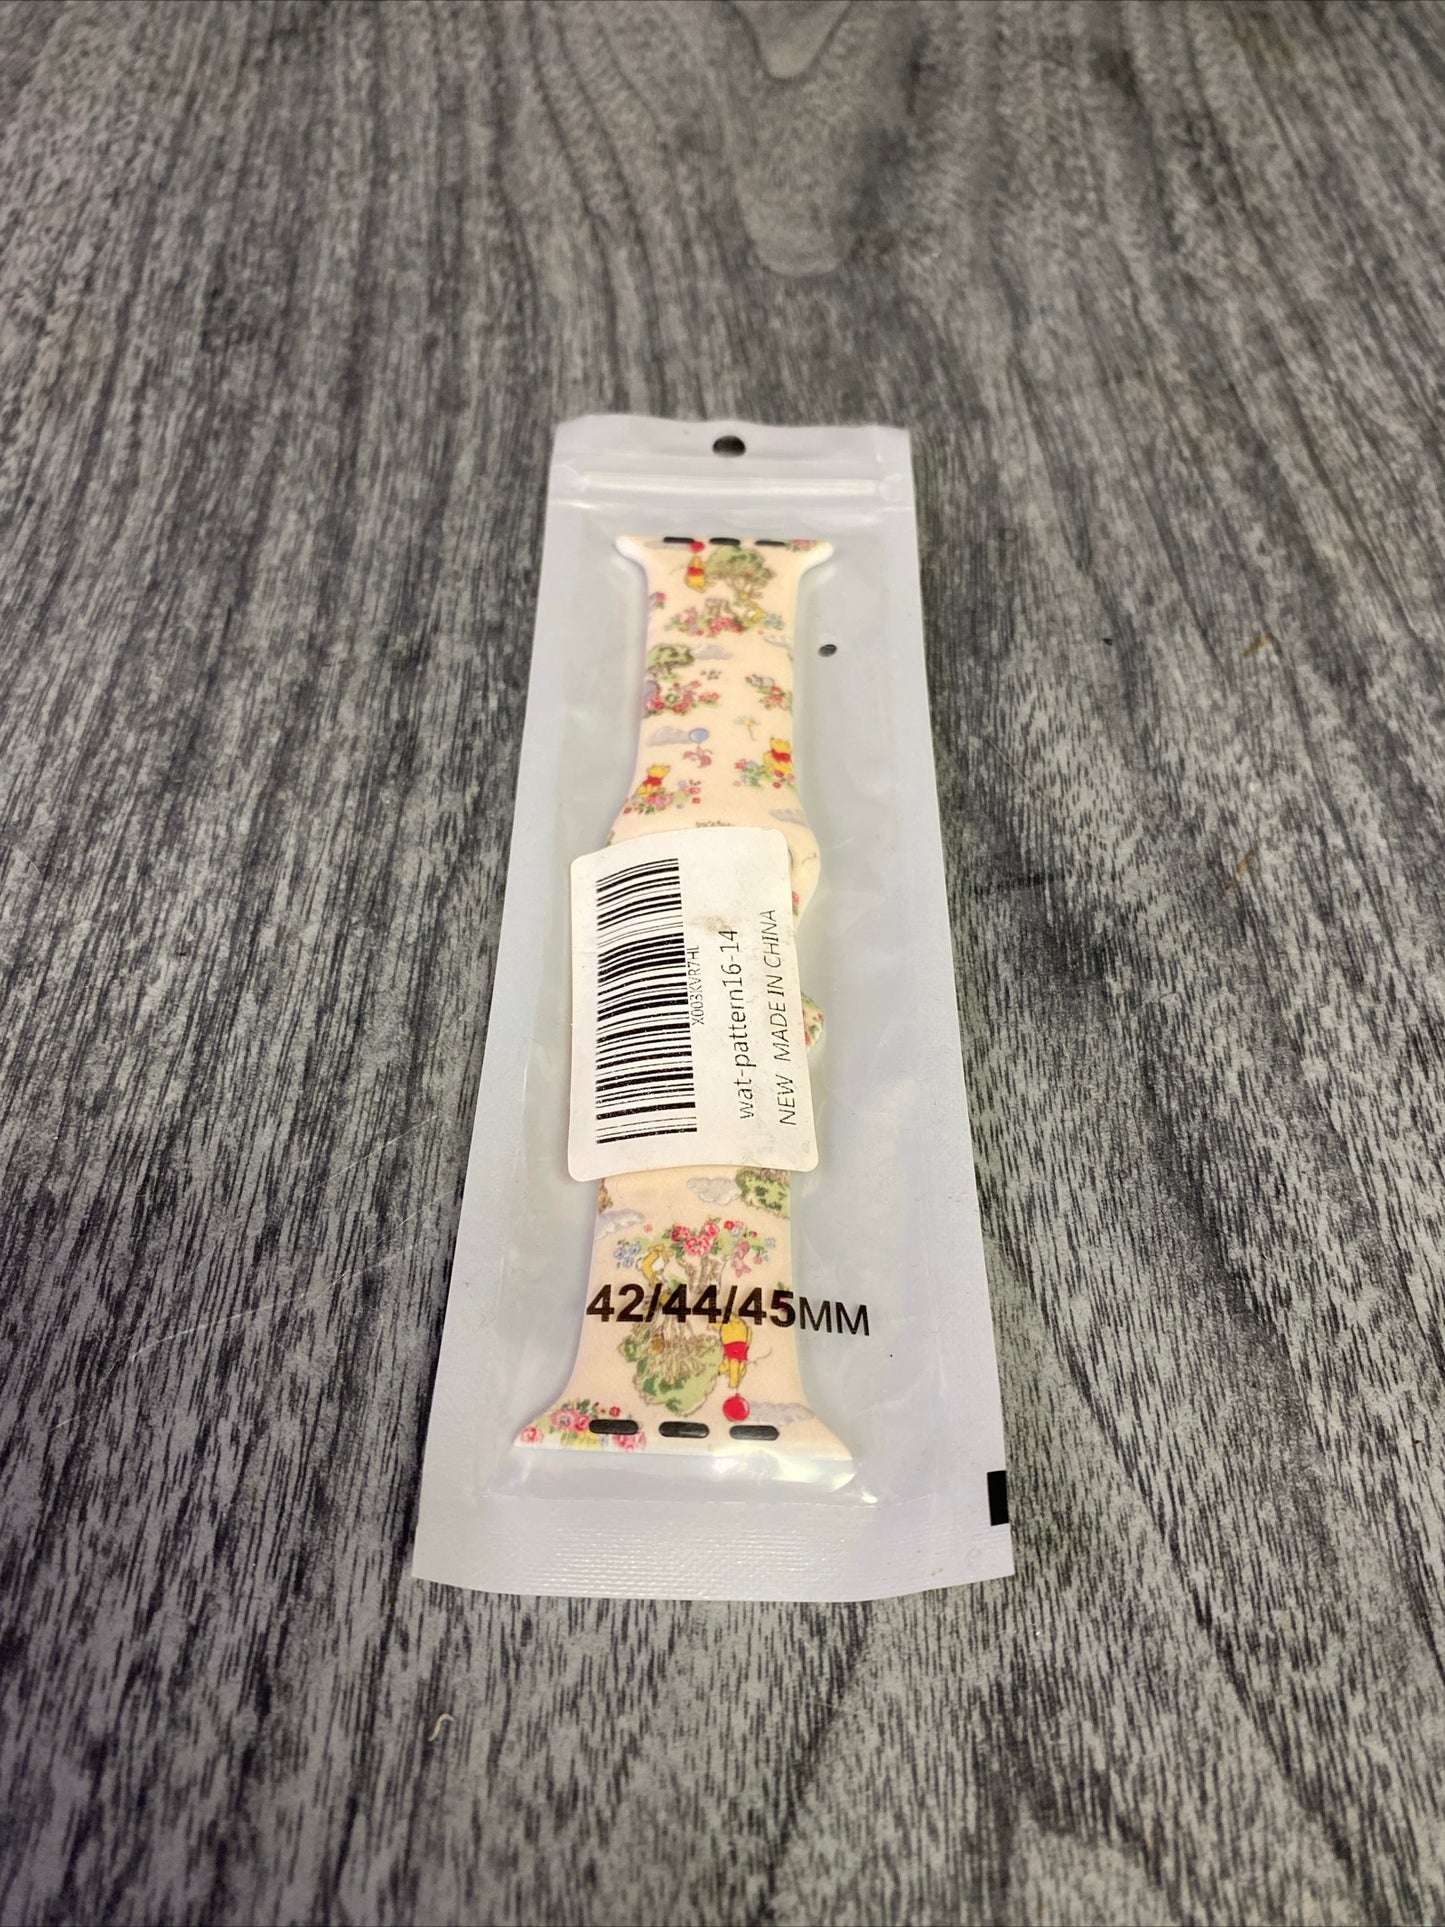 X003KVR7HL
wat-pattern16-14
NEW MADE IN CHINA
42/44/45MM